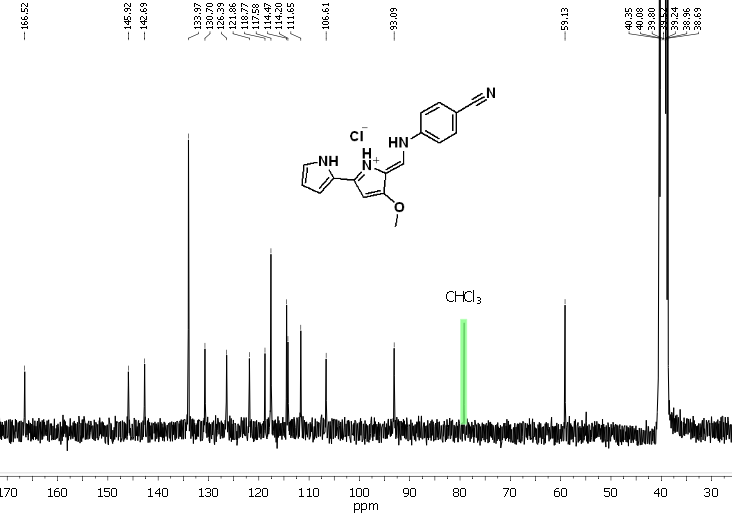 166.52
145.92
142.69
133.97
130.70
126.39
121.86
118.77
117.58
114.47
114.20
111.65
106.61
93.09
59.13
40.35
40.08
39.80
39.52
39.24
38.96
38.69
N
HN
Cl⁻
H
N⁺
NH
O
CHCl₃
170 160 150 140 130 120 110 100 90 80 70 60 50 40 30
ppm